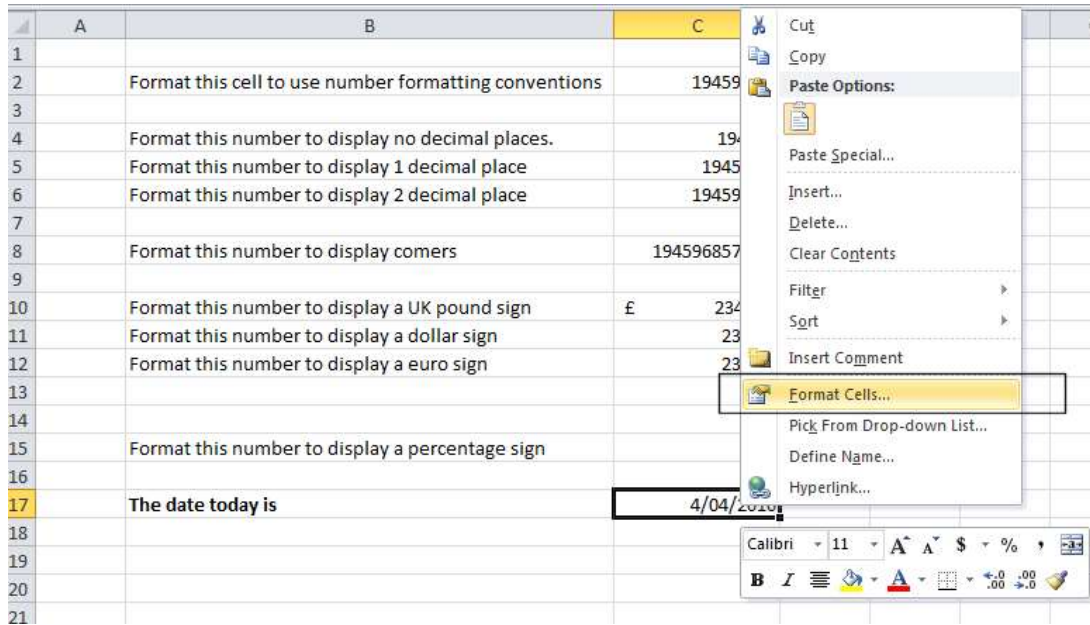 A B C
1
2 Format this cell to use number formatting conventions 19459
3
4 Format this number to display no decimal places. 194
5 Format this number to display 1 decimal place 1945
6 Format this number to display 2 decimal place 19459
7
8 Format this number to display comers 194596857
9
10 Format this number to display a UK pound sign £ 234
11 Format this number to display a dollar sign 23
12 Format this number to display a euro sign 23
13
14
15 Format this number to display a percentage sign
16
17 The date today is 4/04/2010
18
19
20
21
Cut
Copy
Paste Options:
Paste Special...
Insert...
Delete...
Clear Contents
Filter
Sort
Insert Comment
Format Cells...
Pick From Drop-down List...
Define Name...
Hyperlink...
Calibri 11 A A $ % ,
B I A .0 .00 .00 .0